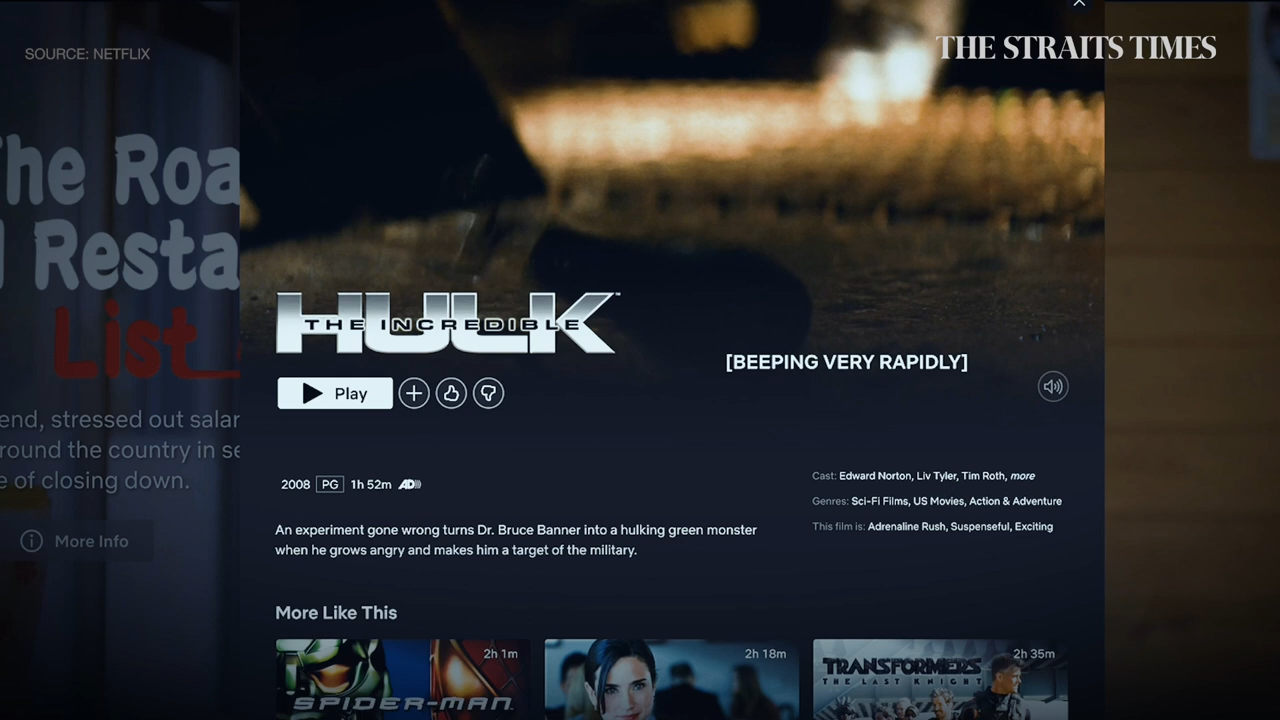 SOURCE: NETFLIX
THE STRAITS TIMES
he Roa
Resta
List
end, stressed out salar
round the country in se
e of closing down.
More Info
HULK
THE INCREDIBLE
™
[BEEPING VERY RAPIDLY]
Play
2008 PG 1h 52m AD
Cast: Edward Norton, Liv Tyler, Tim Roth, more
Genres: Sci-Fi Films, US Movies, Action & Adventure
This film is: Adrenaline Rush, Suspenseful, Exciting
An experiment gone wrong turns Dr. Bruce Banner into a hulking green monster
when he grows angry and makes him a target of the military.
More Like This
2h 1m
SPIDER-MAN
2h 18m
2h 35m
TRANSFORMERS
THE LAST KNIGHT